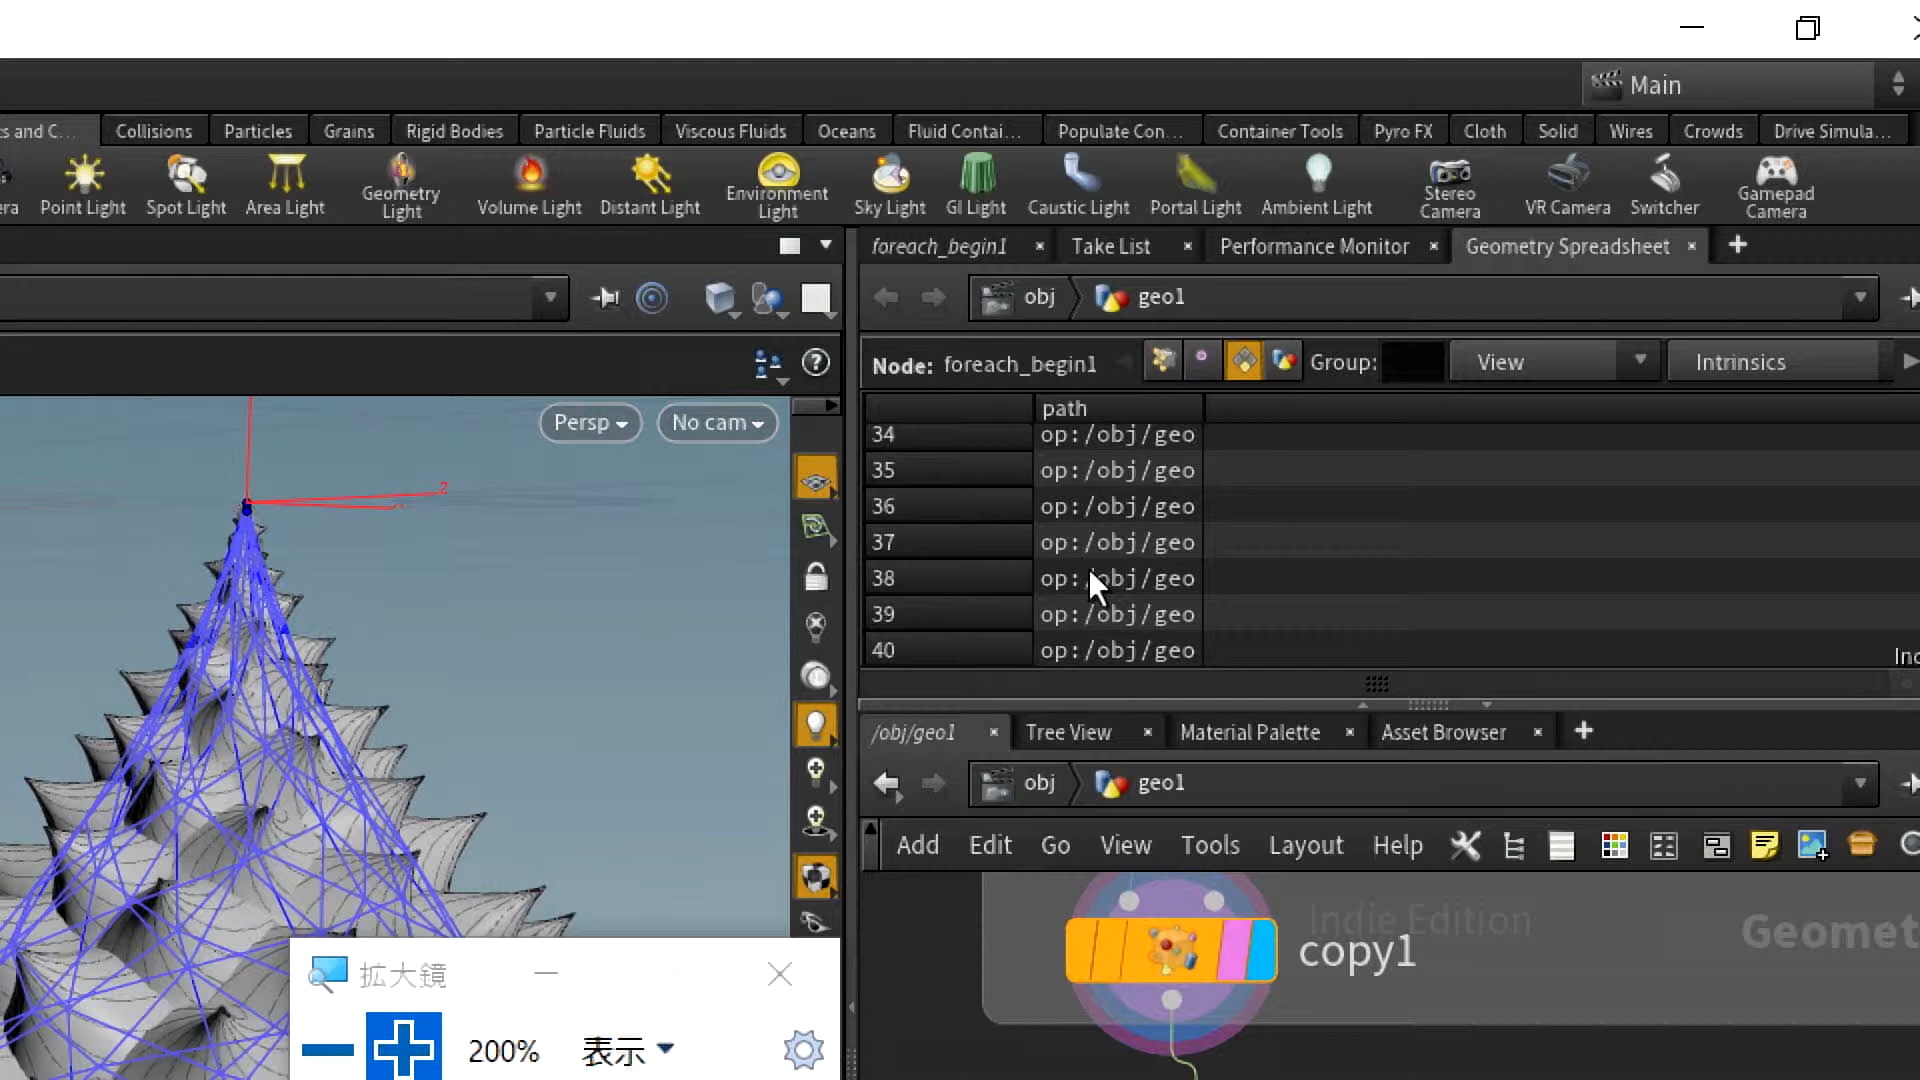 Main
s and C...
Collisions
Particles
Grains
Rigid Bodies
Particle Fluids
Viscous Fluids
Oceans
Fluid Contai...
Populate Con...
Container Tools
Pyro FX
Cloth
Solid
Wires
Crowds
Drive Simula...
era
Point Light
Spot Light
Area Light
Geometry
Light
Volume Light
Distant Light
Environment
Light
Sky Light
GI Light
Caustic Light
Portal Light
Ambient Light
Stereo
Camera
VR Camera
Switcher
Gamepad
Camera
foreach_begin1
Take List
Performance Monitor
Geometry Spreadsheet
obj
geo1
Node: foreach_begin1
Group:
View
Intrinsics
path
34 op:/obj/geo
35 op:/obj/geo
36 op:/obj/geo
37 op:/obj/geo
38 op:/obj/geo
39 op:/obj/geo
40 op:/obj/geo
Persp
No cam
z
/obj/geo1
Tree View
Material Palette
Asset Browser
obj
geo1
Add
Edit
Go
View
Tools
Layout
Help
Indie Edition
Geomet
copy1
拡大鏡
200%
表示